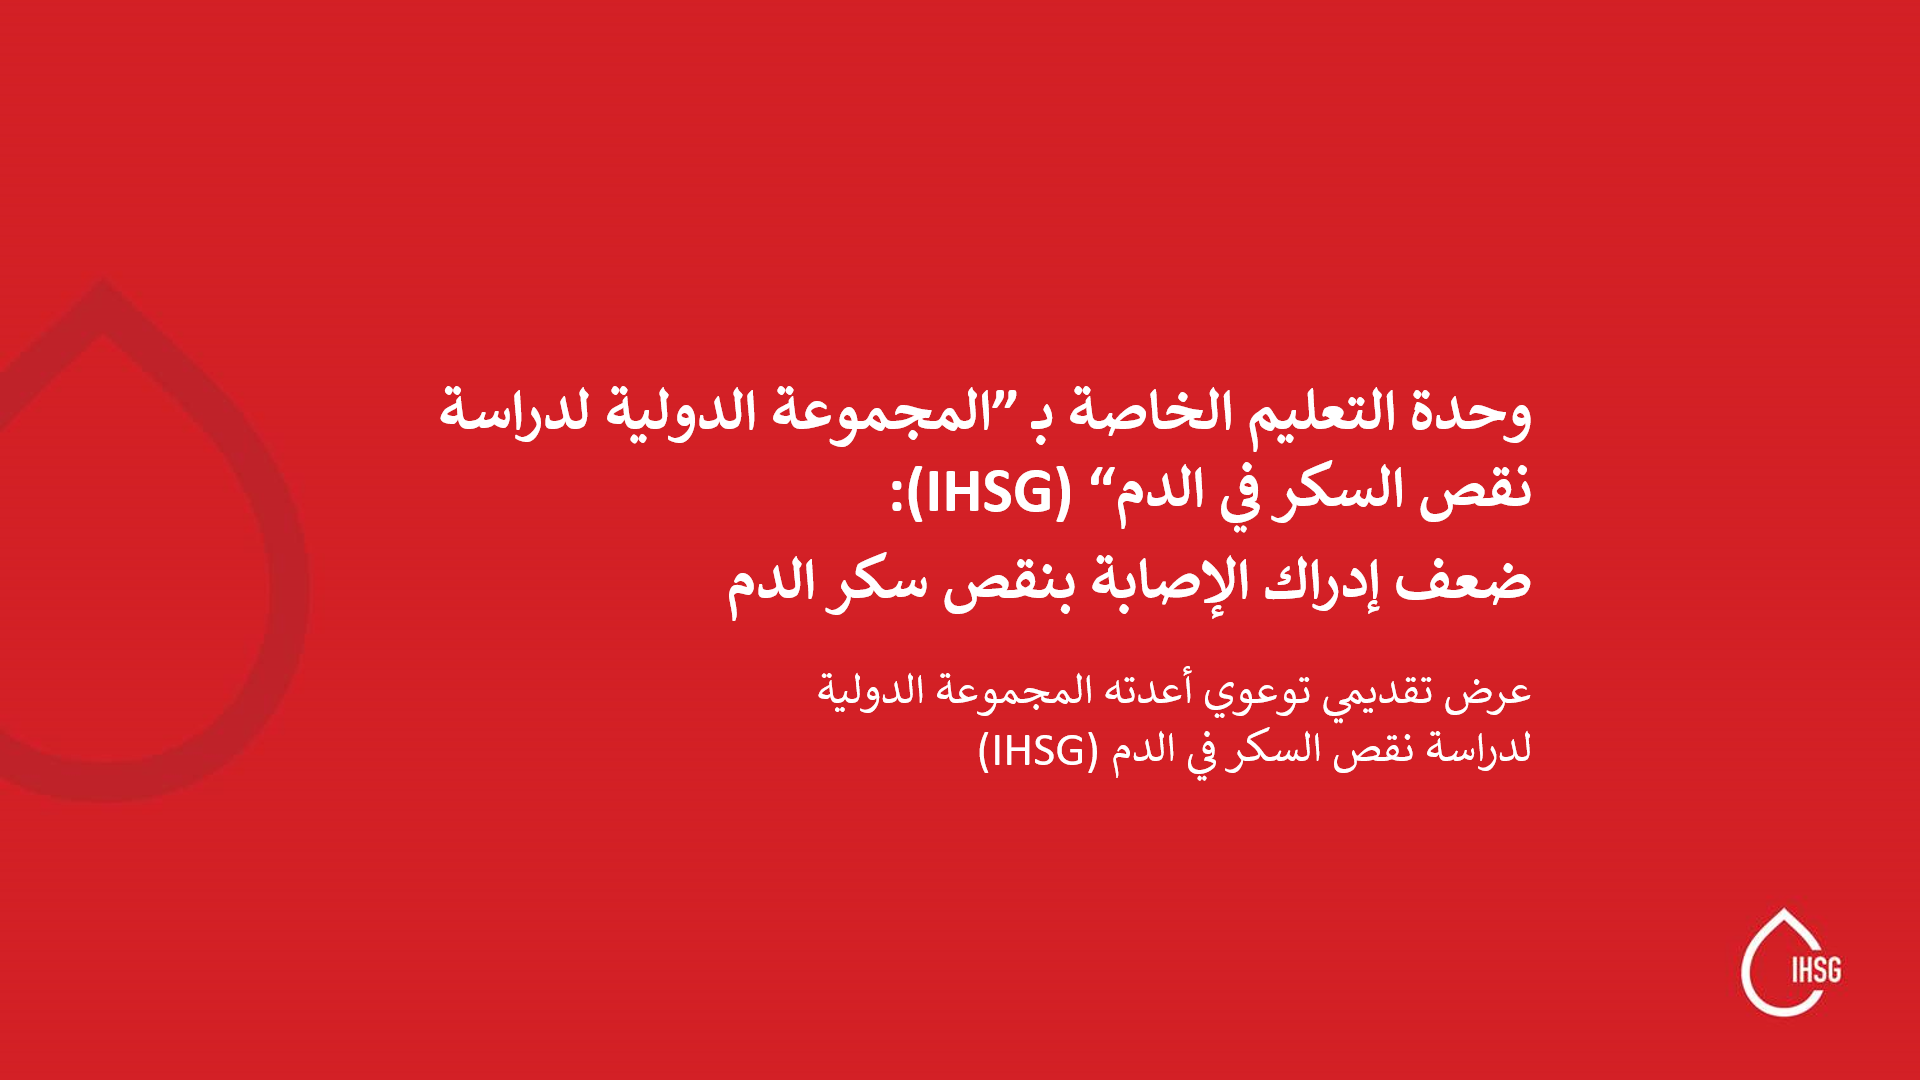 وحدة التعليم الخاصة بـ ”المجموعة الدولية لدراسة
نقص السكر في الدم“ (IHSG):
ضعف إدراك الإصابة بنقص سكر الدم
عرض تقديمي توعوي أعدته المجموعة الدولية
لدراسة نقص السكر في الدم (IHSG)
IHSG